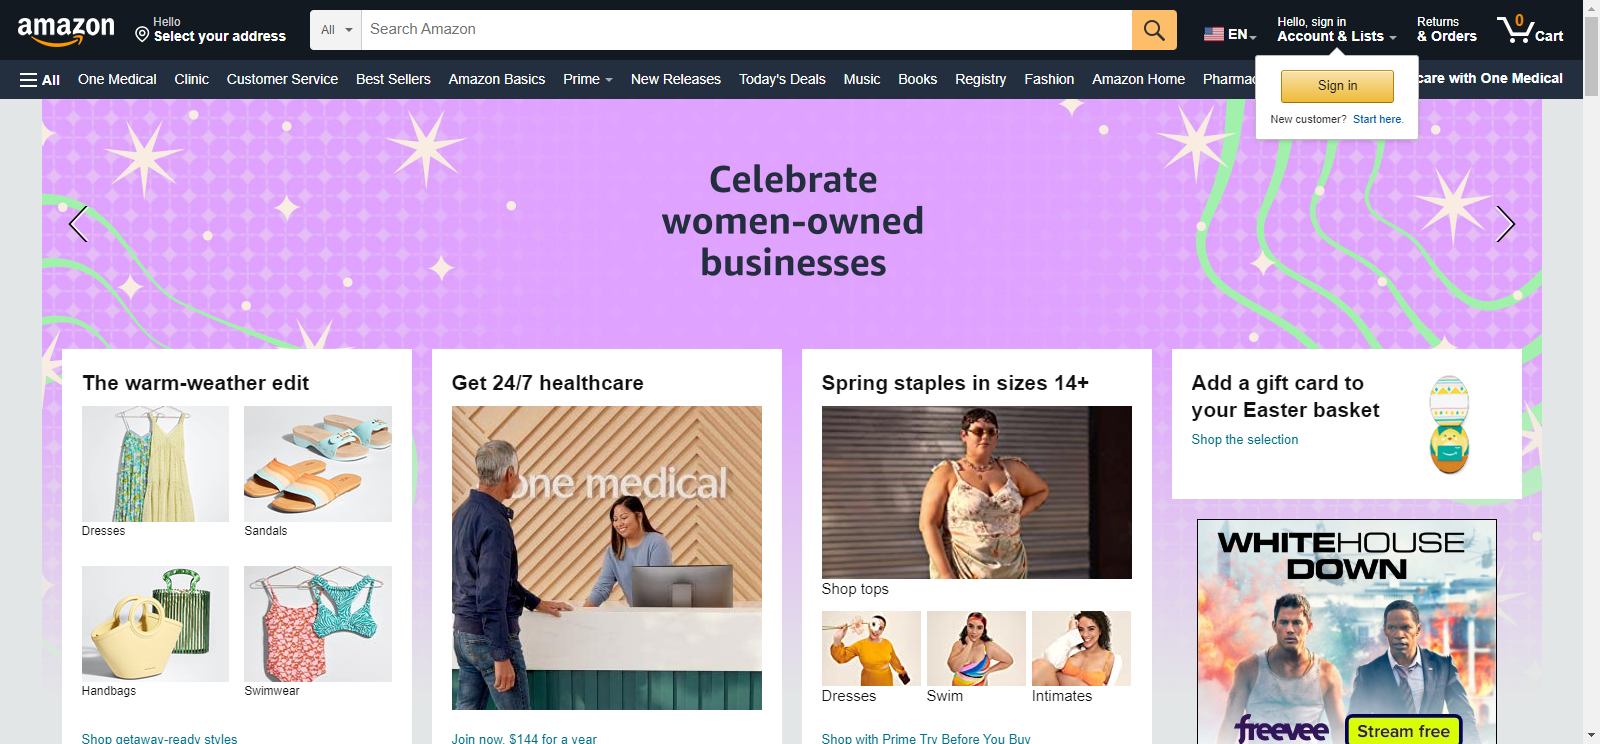 amazon
Hello
Select your address
All
Search Amazon
EN
Hello, sign in
Account & Lists
Returns
& Orders
0
Cart
All
One Medical
Clinic
Customer Service
Best Sellers
Amazon Basics
Prime
New Releases
Today's Deals
Music
Books
Registry
Fashion
Amazon Home
care with One Medical
Sign in
New customer? Start here.
Celebrate
women-owned
businesses
The warm-weather edit
Dresses
Sandals
Handbags
Swimwear
Shop getaway-ready styles
Get 24/7 healthcare
one medical
Join now, $144 for a year
Spring staples in sizes 14+
Shop tops
Dresses
Swim
Intimates
Shop with Prime Try Before You Buy
Add a gift card to
your Easter basket
Shop the selection
WHITE HOUSE
DOWN
freevee
Stream free